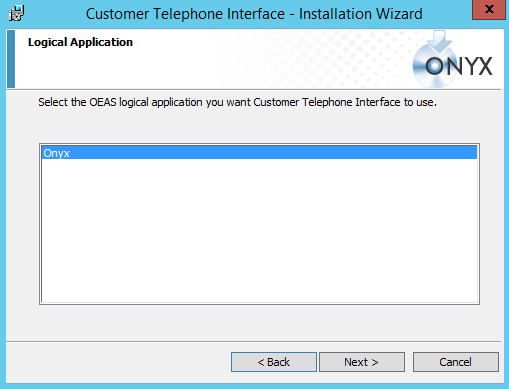 Customer Telephone Interface - Installation Wizard
x
Logical Application
ONYX
Select the OEAS logical application you want Customer Telephone Interface to use.
Onyx
< Back
Next >
Cancel